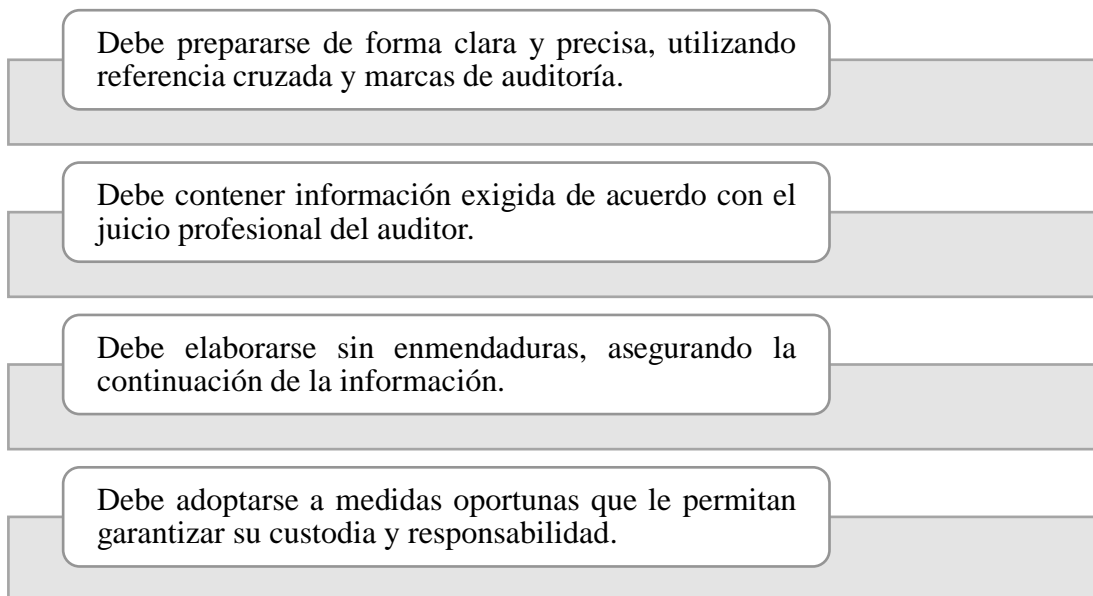 Debe prepararse de forma clara y precisa, utilizando
referencia cruzada y marcas de auditoría.
Debe contener información exigida de acuerdo con el
juicio profesional del auditor.
Debe elaborarse sin enmendaduras, asegurando la
continuación de la información.
Debe adoptarse a medidas oportunas que le permitan
garantizar su custodia y responsabilidad.